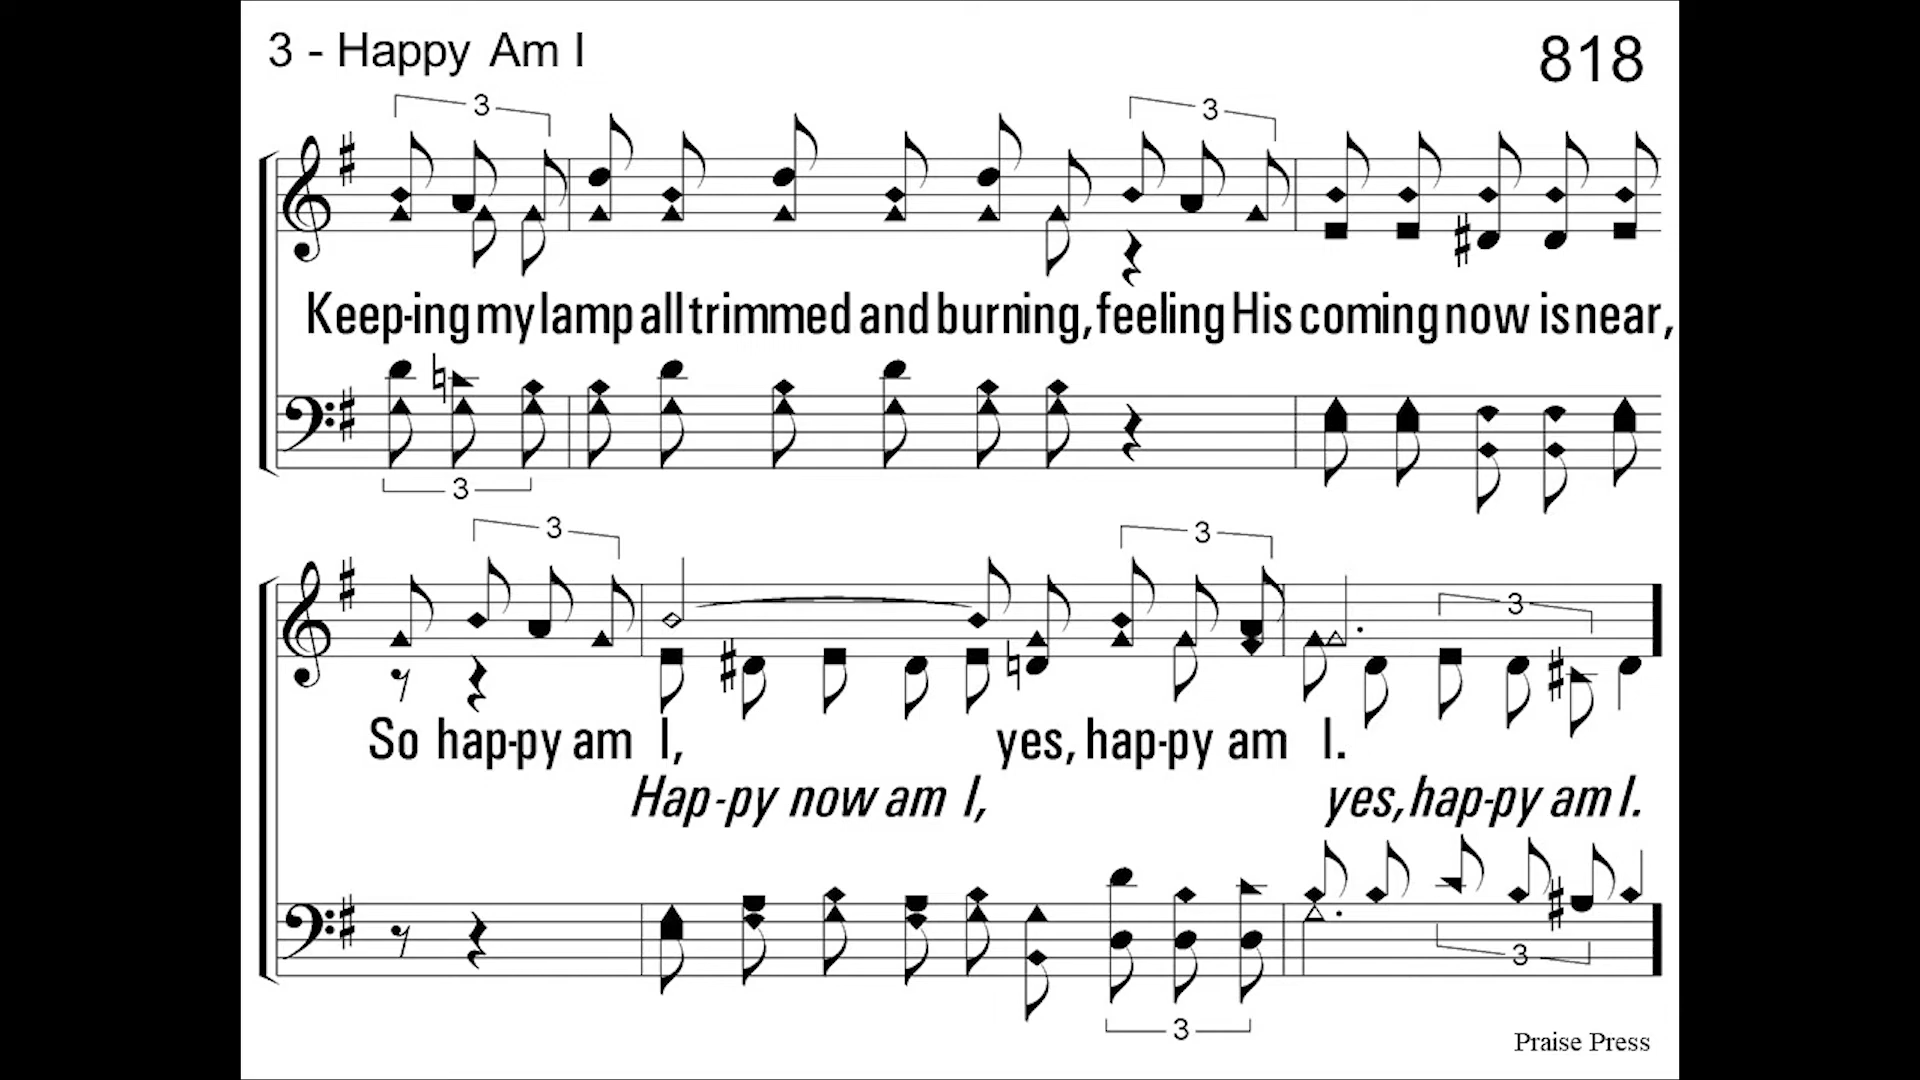 3 - Happy Am I
818
3
3
Keep-ing my lamp all trimmed and burning, feeling His coming now is near,
3
3
3
So hap-py am I, yes, hap-py am I.
3
Hap-py now am I, yes, hap-py am I.
3
3
Praise Press